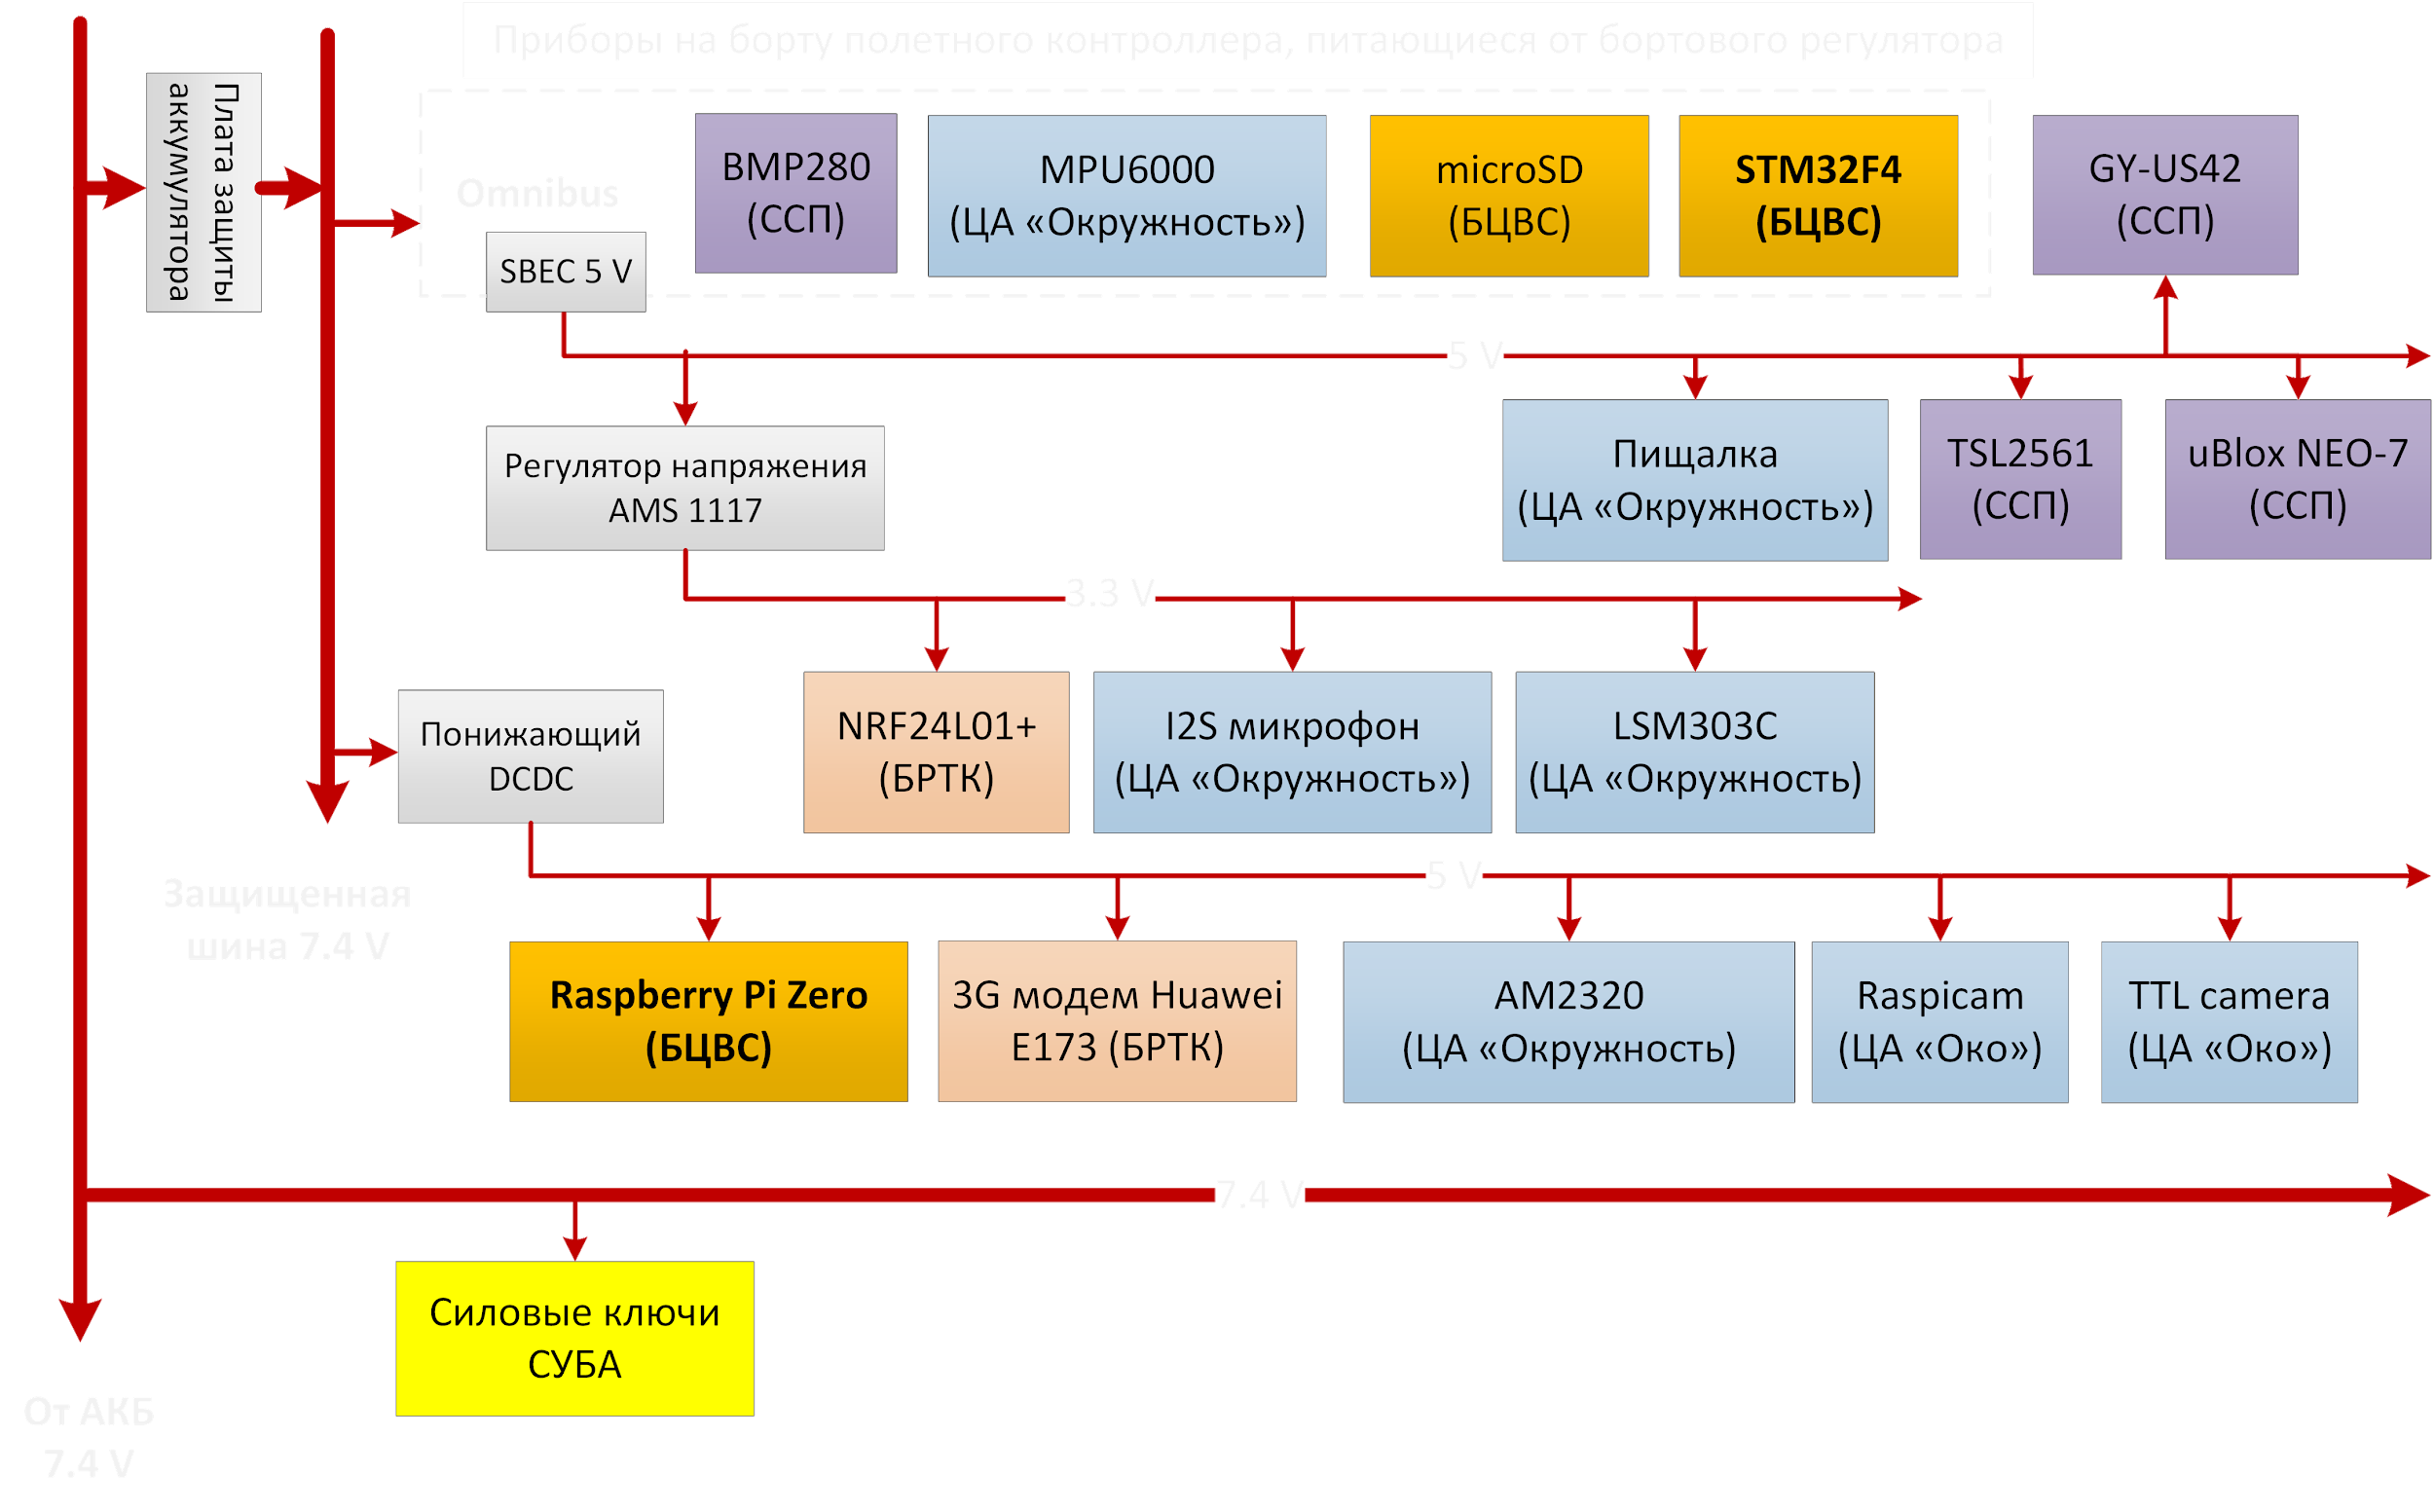 Приборы на борту полетного контроллера, питающиеся от бортового регулятора
Плата защиты
аккумулятора
Omnibus
SBEC 5 V
BMP280
(ССП)
MPU6000
(ЦА «Окружность»)
microSD
(БЦВС)
STM32F4
(БЦВС)
GY-US42
(ССП)
5 V
Регулятор напряжения
AMS 1117
Пищалка
(ЦА «Окружность»)
TSL2561
(ССП)
uBlox NEO-7
(ССП)
3.3 V
Понижающий
DCDC
NRF24L01+
(БРТК)
I2S микрофон
(ЦА «Окружность»)
LSM303C
(ЦА «Окружность)
Защищенная
шина 7.4 V
5 V
Raspberry Pi Zero
(БЦВС)
3G модем Huawei
E173 (БРТК)
AM2320
(ЦА «Окружность)
Raspicam
(ЦА «Око»)
TTL camera
(ЦА «Око»)
7.4 V
Силовые ключи
СУБА
От АКБ
7.4 V